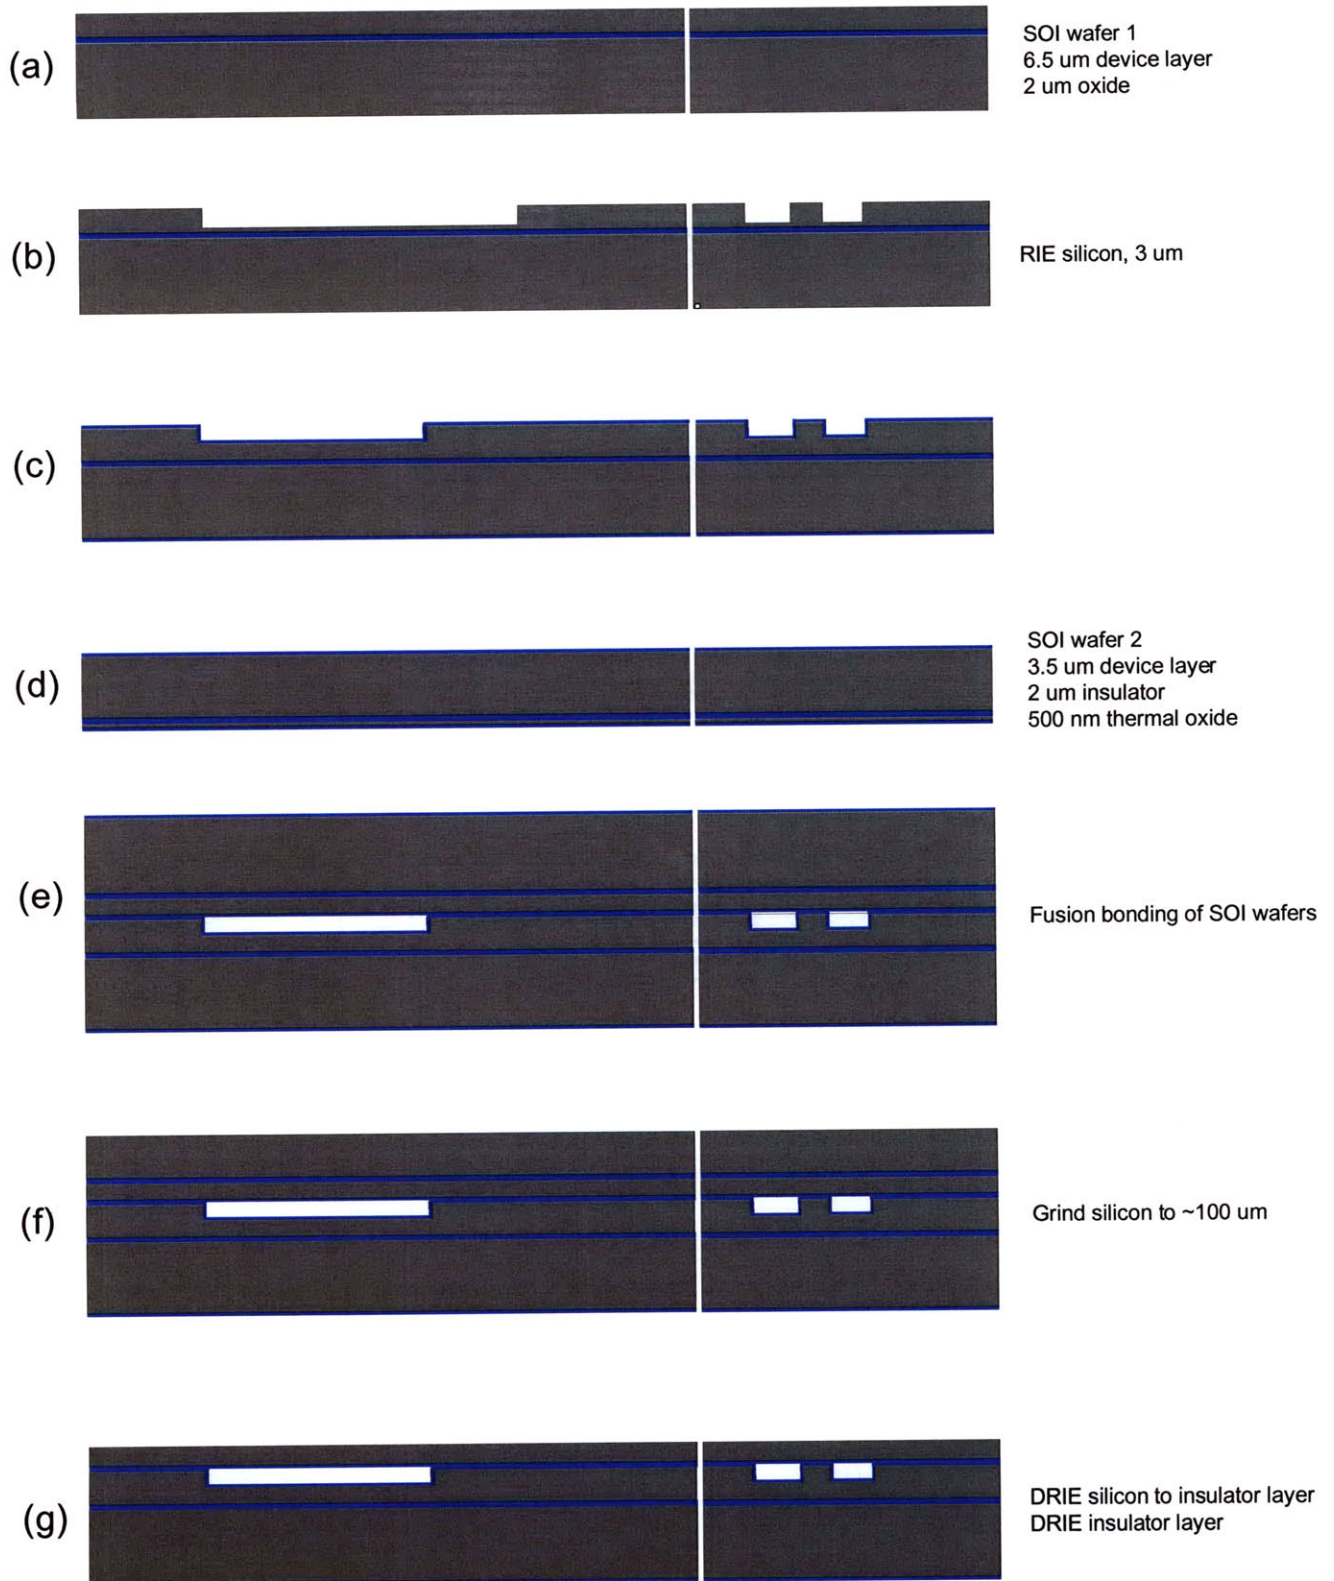 (a)
SOI wafer 1
6.5 um device layer
2 um oxide
(b)
RIE silicon, 3 um
(c)
(d)
SOI wafer 2
3.5 um device layer
2 um insulator
500 nm thermal oxide
(e)
Fusion bonding of SOI wafers
(f)
Grind silicon to ~100 um
(g)
DRIE silicon to insulator layer
DRIE insulator layer